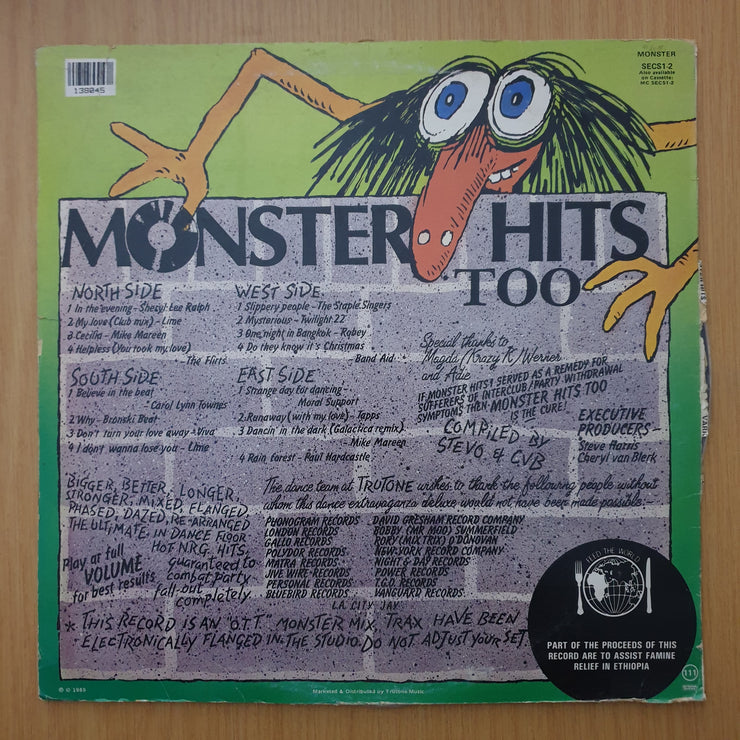 138045
MONSTER
SECS1-2
Also available
on Cassette:
MC SECS1-2
MONSTER HITS
TOO
NORTH SIDE
1 In the evening - Sheryl Lee Ralph
2 My love (Club mix) - Lime
3 Cecilia - Mike Mareen
4 Helpless (You took my love)
- The Flirts
WEST SIDE
1 Slippery people - The Staple Singers
2 Mysterious - Twilight 22
3 One night in Bangkok - Robey
4 Do they know it's Christmas
- Band Aid
SOUTH SIDE
1 Believe in the beat
- Carol Lynn Townes
2 Why - Bronski Beat
3 Don't turn your love away - Viva
4 I don't wanna lose you - Lime
EAST SIDE
1 Strange day for dancing
Moral Support
2 Runaway (with my love) - Tapps
3 Dancin' in the dark (Galactica remix)
- Mike Mareen
4 Rain forest - Paul Hardcastle
Special thanks to
Magda (Krazy K) Werner
and Ade
IF MONSTER HITS 1 SERVED AS A REMEDY FOR
SUFFERERS OF INTERCLUB/PARTY WITHDRAWAL
SYMPTOMS THEN - MONSTER HITS TOO
IS THE CURE!
COMPILED BY
STEVO & CVB
EXECUTIVE
PRODUCERS -
Steve Harris
Cheryl van Blerk
BIGGER, BETTER, LONGER,
STRONGER, MIXED, FLANGED,
PHASED, DAZED, RE-ARRANGED
THE ULTIMATE IN DANCE FLOOR
HOT NRG. HITS.
Play at full
VOLUME
for best results
guaranteed to
combat party
fall-out
completely.
The dance team at TRUTONE wishes to thank the following people without
whom this dance extravaganza deluxe would not have been made possible:-
PHONOGRAM RECORDS
LONDON RECORDS
GALLO RECORDS
POLYDOR RECORDS
MATRA RECORDS
JIVE WIRE RECORDS
PERSONAL RECORDS
BLUEBIRD RECORDS
DAVID GRESHAM RECORD COMPANY
BOBBY (MR MDO) SUMMERFIELD
RORY (MIX TRIX) O'DONOVAN
NEW YORK RECORD COMPANY
NIGHT & DAY RECORDS
POWER RECORDS
T.G.O. RECORDS
VANGUARD RECORDS
L.A. CITY JAY
* THIS RECORD IS AN "O.T.T." MONSTER MIX, TRAX HAVE BEEN
ELECTRONICALLY FLANGED IN THE STUDIO. DO NOT ADJUST YOUR SET
FEED THE WORLD
PART OF THE PROCEEDS OF THIS
RECORD ARE TO ASSIST FAMINE
RELIEF IN ETHIOPIA
111
℗ © 1985
Marketed & Distributed by Trutone Music